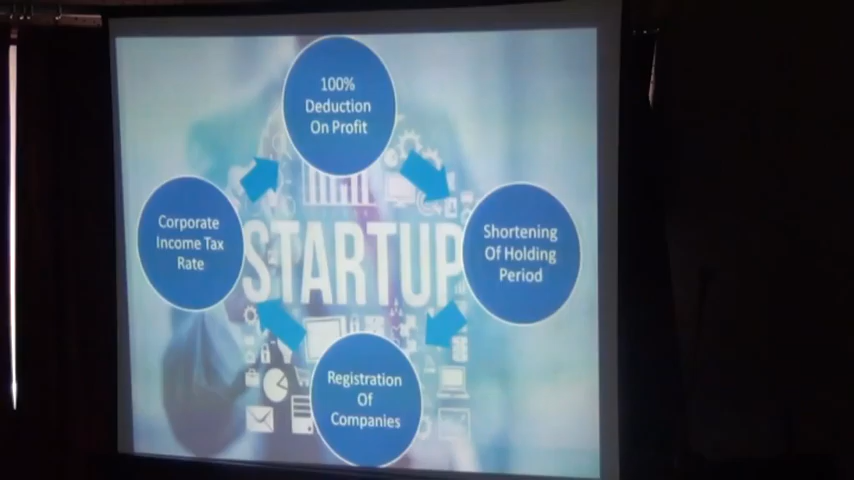 100%
Deduction
On Profit
Corporate
Income Tax
Rate
STARTUP
Shortening
Of Holding
Period
Registration
Of
Companies